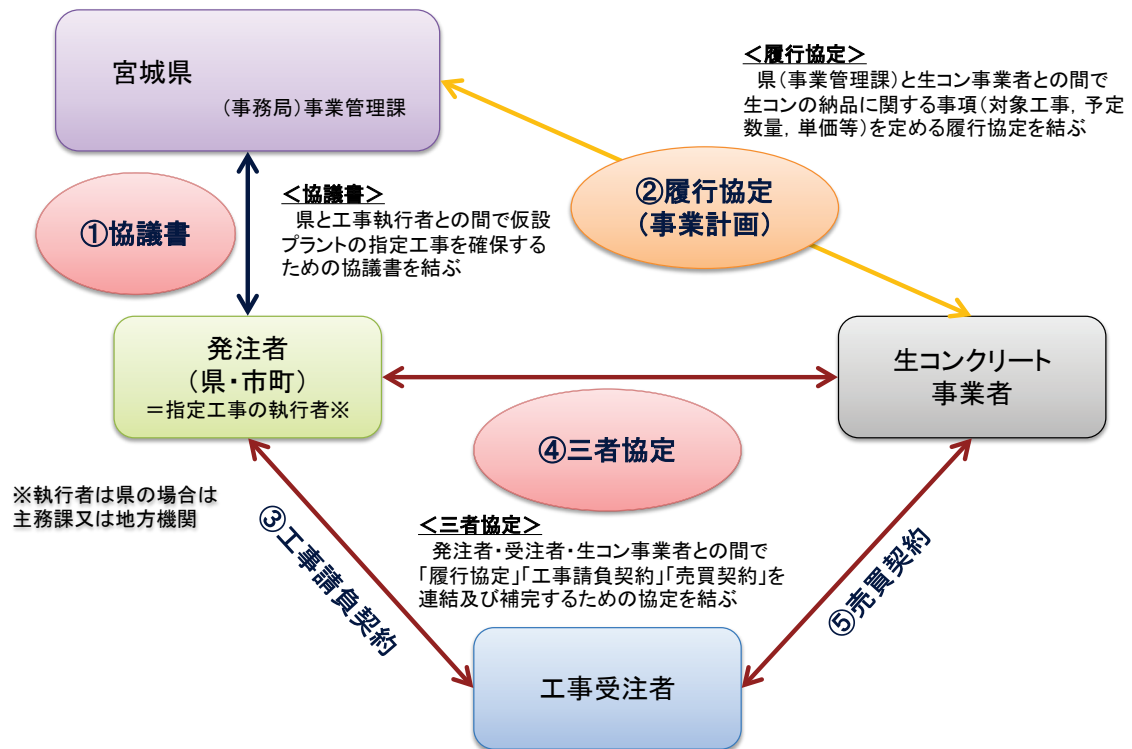 宮城県
(事務局)事業管理課
＜履行協定＞
県(事業管理課)と生コン事業者との間で
生コンの納品に関する事項(対象工事, 予定
数量, 単価等)を定める履行協定を結ぶ
①協議書
＜協議書＞
県と工事執行者との間で仮設
プラントの指定工事を確保する
ための協議書を結ぶ
②履行協定
(事業計画)
発注者
(県・市町)
＝指定工事の執行者※
生コンクリート
事業者
④三者協定
※執行者は県の場合は
主務課又は地方機関
③工事請負契約
＜三者協定＞
発注者・受注者・生コン事業者との間で
「履行協定」「工事請負契約」「売買契約」を
連結及び補完するための協定を結ぶ
⑤売買契約
工事受注者